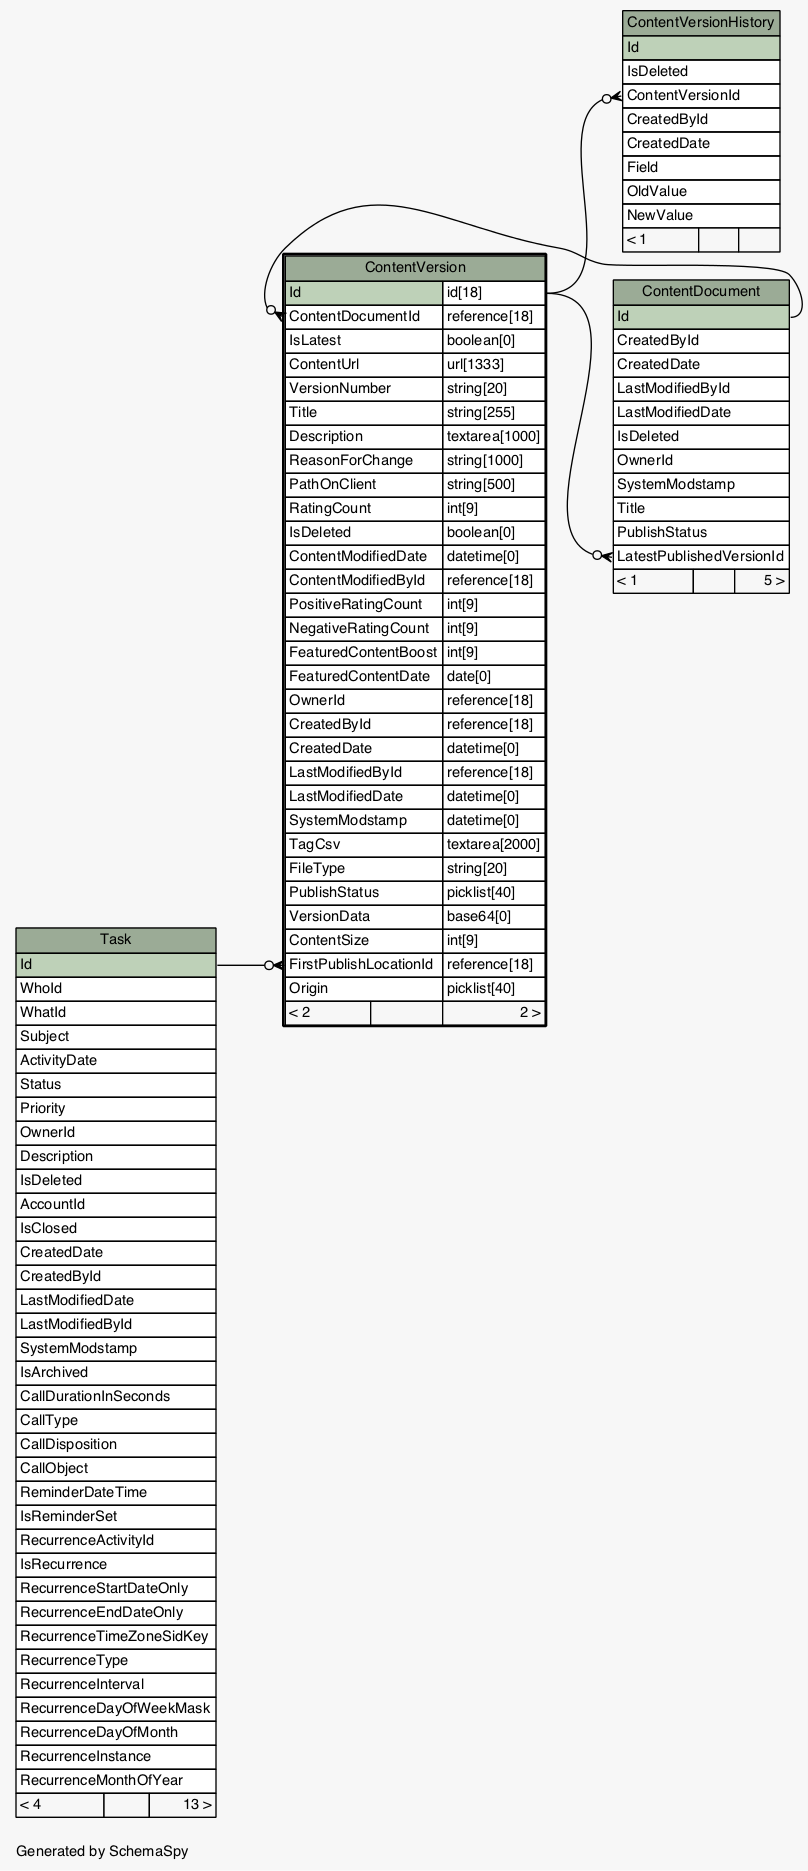 ContentVersionHistory
Id
IsDeleted
ContentVersionId
CreatedById
CreatedDate
Field
OldValue
NewValue
< 1
ContentVersion
Id id[18]
ContentDocumentId reference[18]
IsLatest boolean[0]
ContentUrl url[1333]
VersionNumber string[20]
Title string[255]
Description textarea[1000]
ReasonForChange string[1000]
PathOnClient string[500]
RatingCount int[9]
IsDeleted boolean[0]
ContentModifiedDate datetime[0]
ContentModifiedById reference[18]
PositiveRatingCount int[9]
NegativeRatingCount int[9]
FeaturedContentBoost int[9]
FeaturedContentDate date[0]
OwnerId reference[18]
CreatedById reference[18]
CreatedDate datetime[0]
LastModifiedById reference[18]
LastModifiedDate datetime[0]
SystemModstamp datetime[0]
TagCsv textarea[2000]
FileType string[20]
PublishStatus picklist[40]
VersionData base64[0]
ContentSize int[9]
FirstPublishLocationId reference[18]
Origin picklist[40]
< 2 2 >
ContentDocument
Id
CreatedById
CreatedDate
LastModifiedById
LastModifiedDate
IsDeleted
OwnerId
SystemModstamp
Title
PublishStatus
LatestPublishedVersionId
< 1 5 >
Task
Id
WhoId
WhatId
Subject
ActivityDate
Status
Priority
OwnerId
Description
IsDeleted
AccountId
IsClosed
CreatedDate
CreatedById
LastModifiedDate
LastModifiedById
SystemModstamp
IsArchived
CallDurationInSeconds
CallType
CallDisposition
CallObject
ReminderDateTime
IsReminderSet
RecurrenceActivityId
IsRecurrence
RecurrenceStartDateOnly
RecurrenceEndDateOnly
RecurrenceTimeZoneSidKey
RecurrenceType
RecurrenceInterval
RecurrenceDayOfWeekMask
RecurrenceDayOfMonth
RecurrenceInstance
RecurrenceMonthOfYear
< 4 13 >
Generated by SchemaSpy